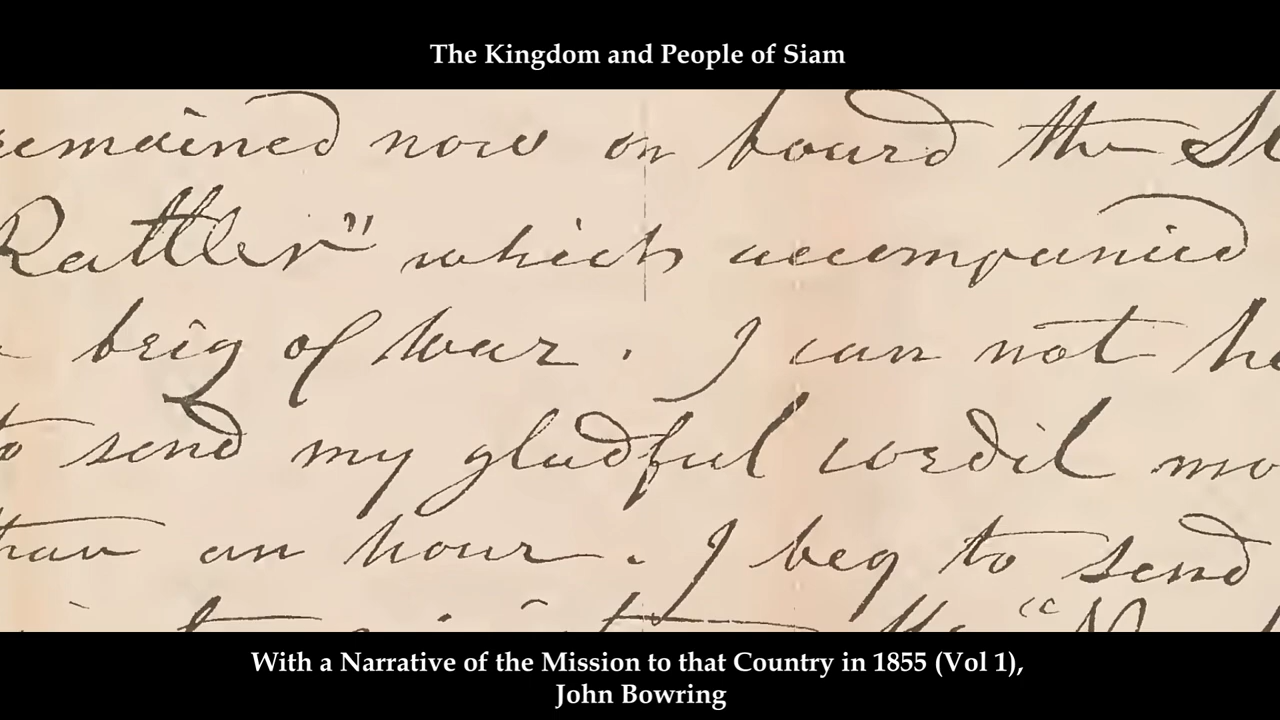 The Kingdom and People of Siam
remained now on board the
Rattler" which accompanied
brig of War. I can not
to send my gladful wordil
than an hour. I beg to send
With a Narrative of the Mission to that Country in 1855 (Vol 1),
John Bowring